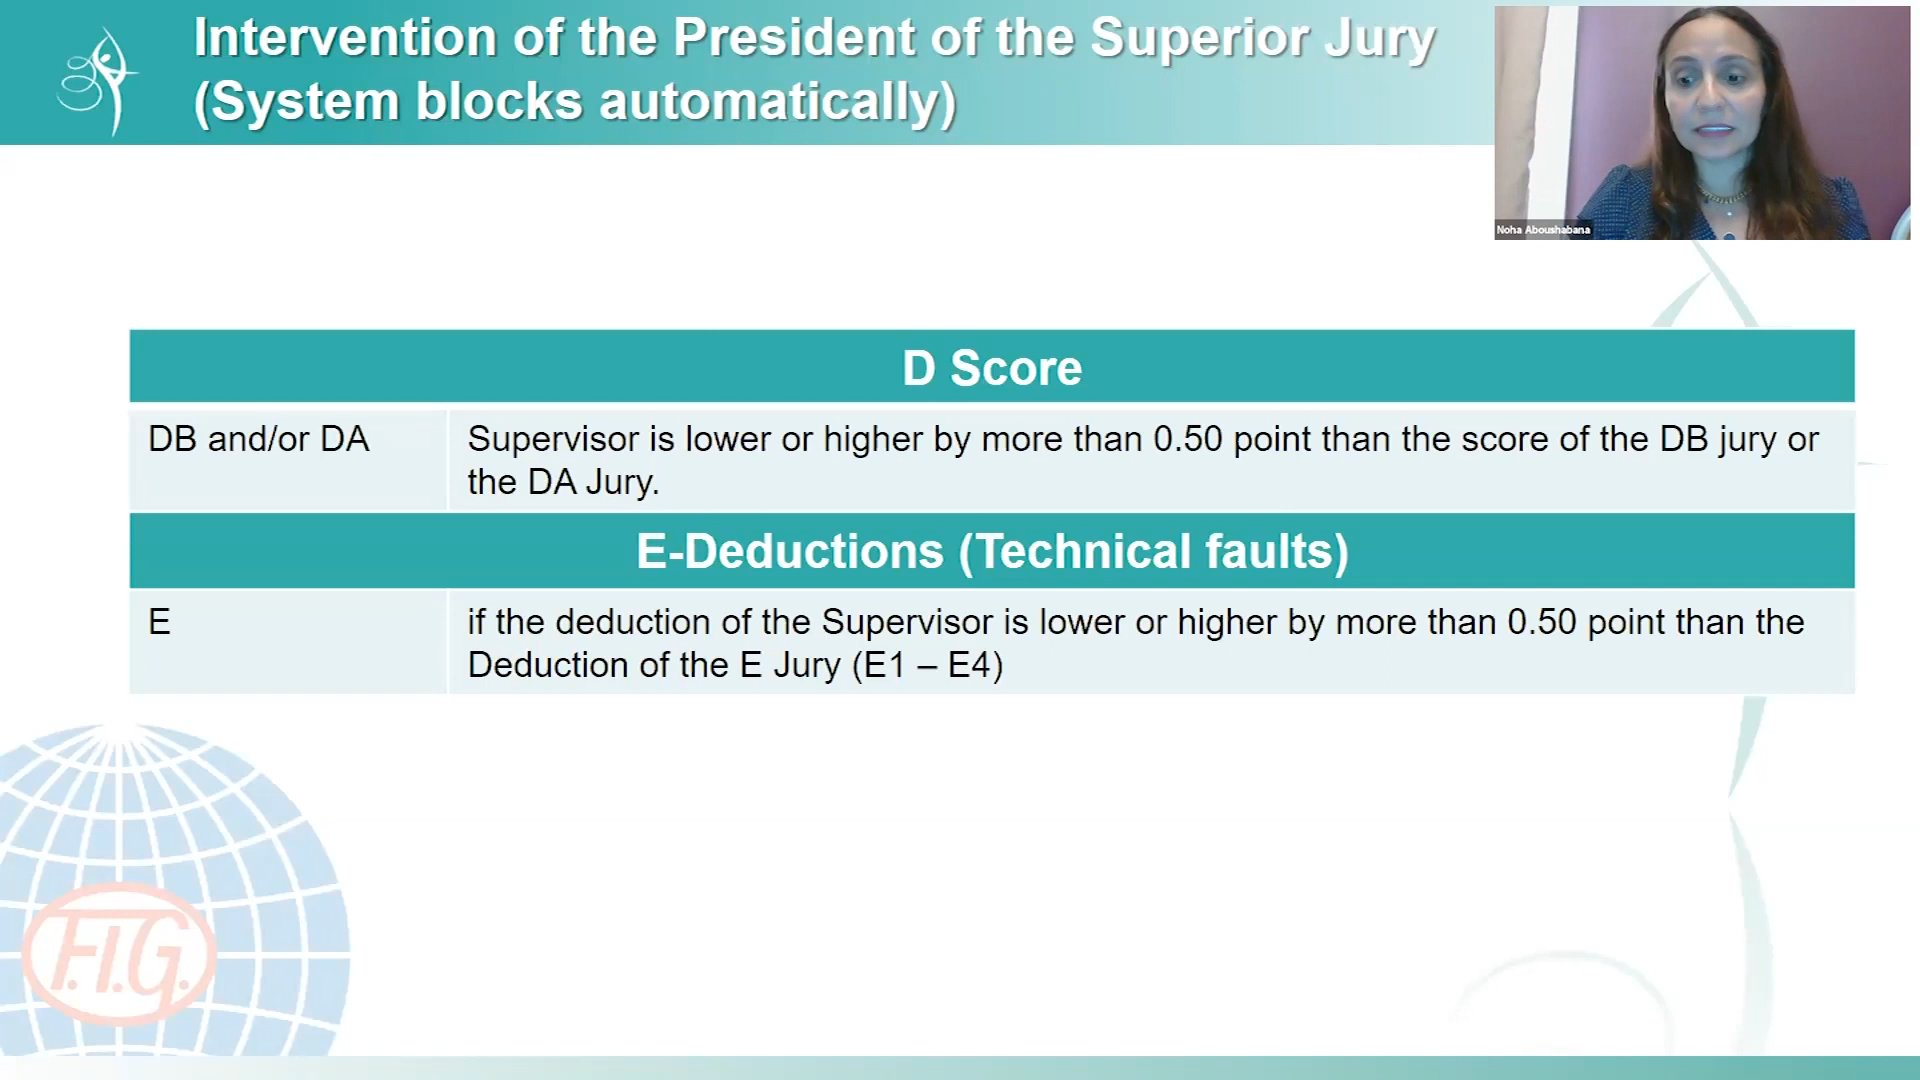 Intervention of the President of the Superior Jury
(System blocks automatically)
Noha Aboushabana
D Score
DB and/or DA
Supervisor is lower or higher by more than 0.50 point than the score of the DB jury or
the DA Jury.
E-Deductions (Technical faults)
E
if the deduction of the Supervisor is lower or higher by more than 0.50 point than the
Deduction of the E Jury (E1 – E4)
F.I.G.